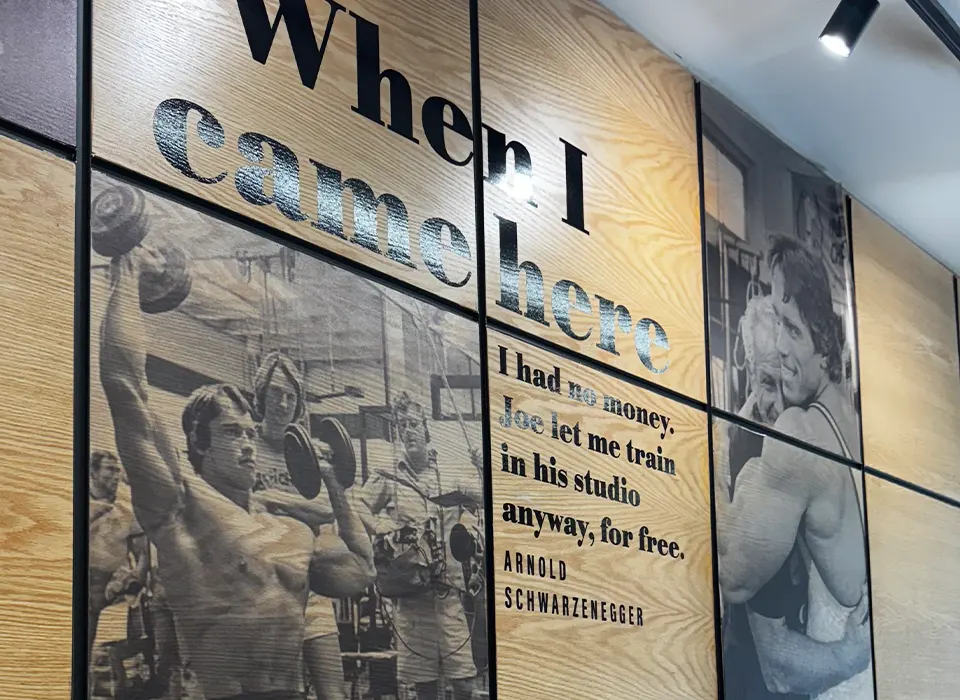 When I
came here
I had no money.
Joe let me train
in his studio
anyway, for free.
ARNOLD
SCHWARZENEGGER